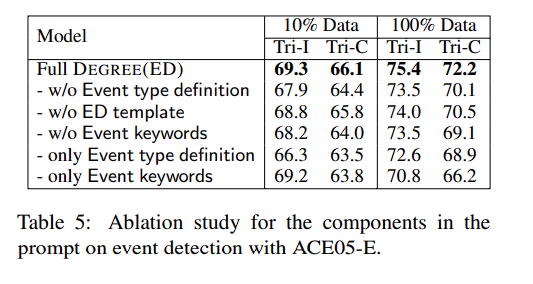 Model 10% Data 100% Data
Tri-I Tri-C Tri-I Tri-C
Full DEGREE(ED) 69.3 66.1 75.4 72.2
- w/o Event type definition 67.9 64.4 73.5 70.1
- w/o ED template 68.8 65.8 74.0 70.5
- w/o Event keywords 68.2 64.0 73.5 69.1
- only Event type definition 66.3 63.5 72.6 68.9
- only Event keywords 69.2 63.8 70.8 66.2
Table 5: Ablation study for the components in the
prompt on event detection with ACE05-E.